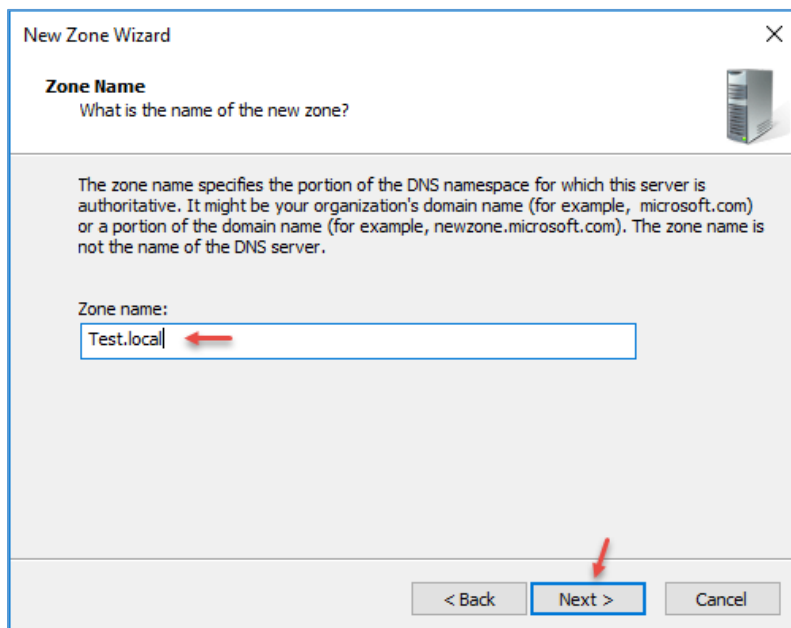 New Zone Wizard
Zone Name
What is the name of the new zone?
The zone name specifies the portion of the DNS namespace for which this server is
authoritative. It might be your organization's domain name (for example, microsoft.com)
or a portion of the domain name (for example, newzone.microsoft.com). The zone name is
not the name of the DNS server.
Zone name:
Test.local
< Back Next > Cancel